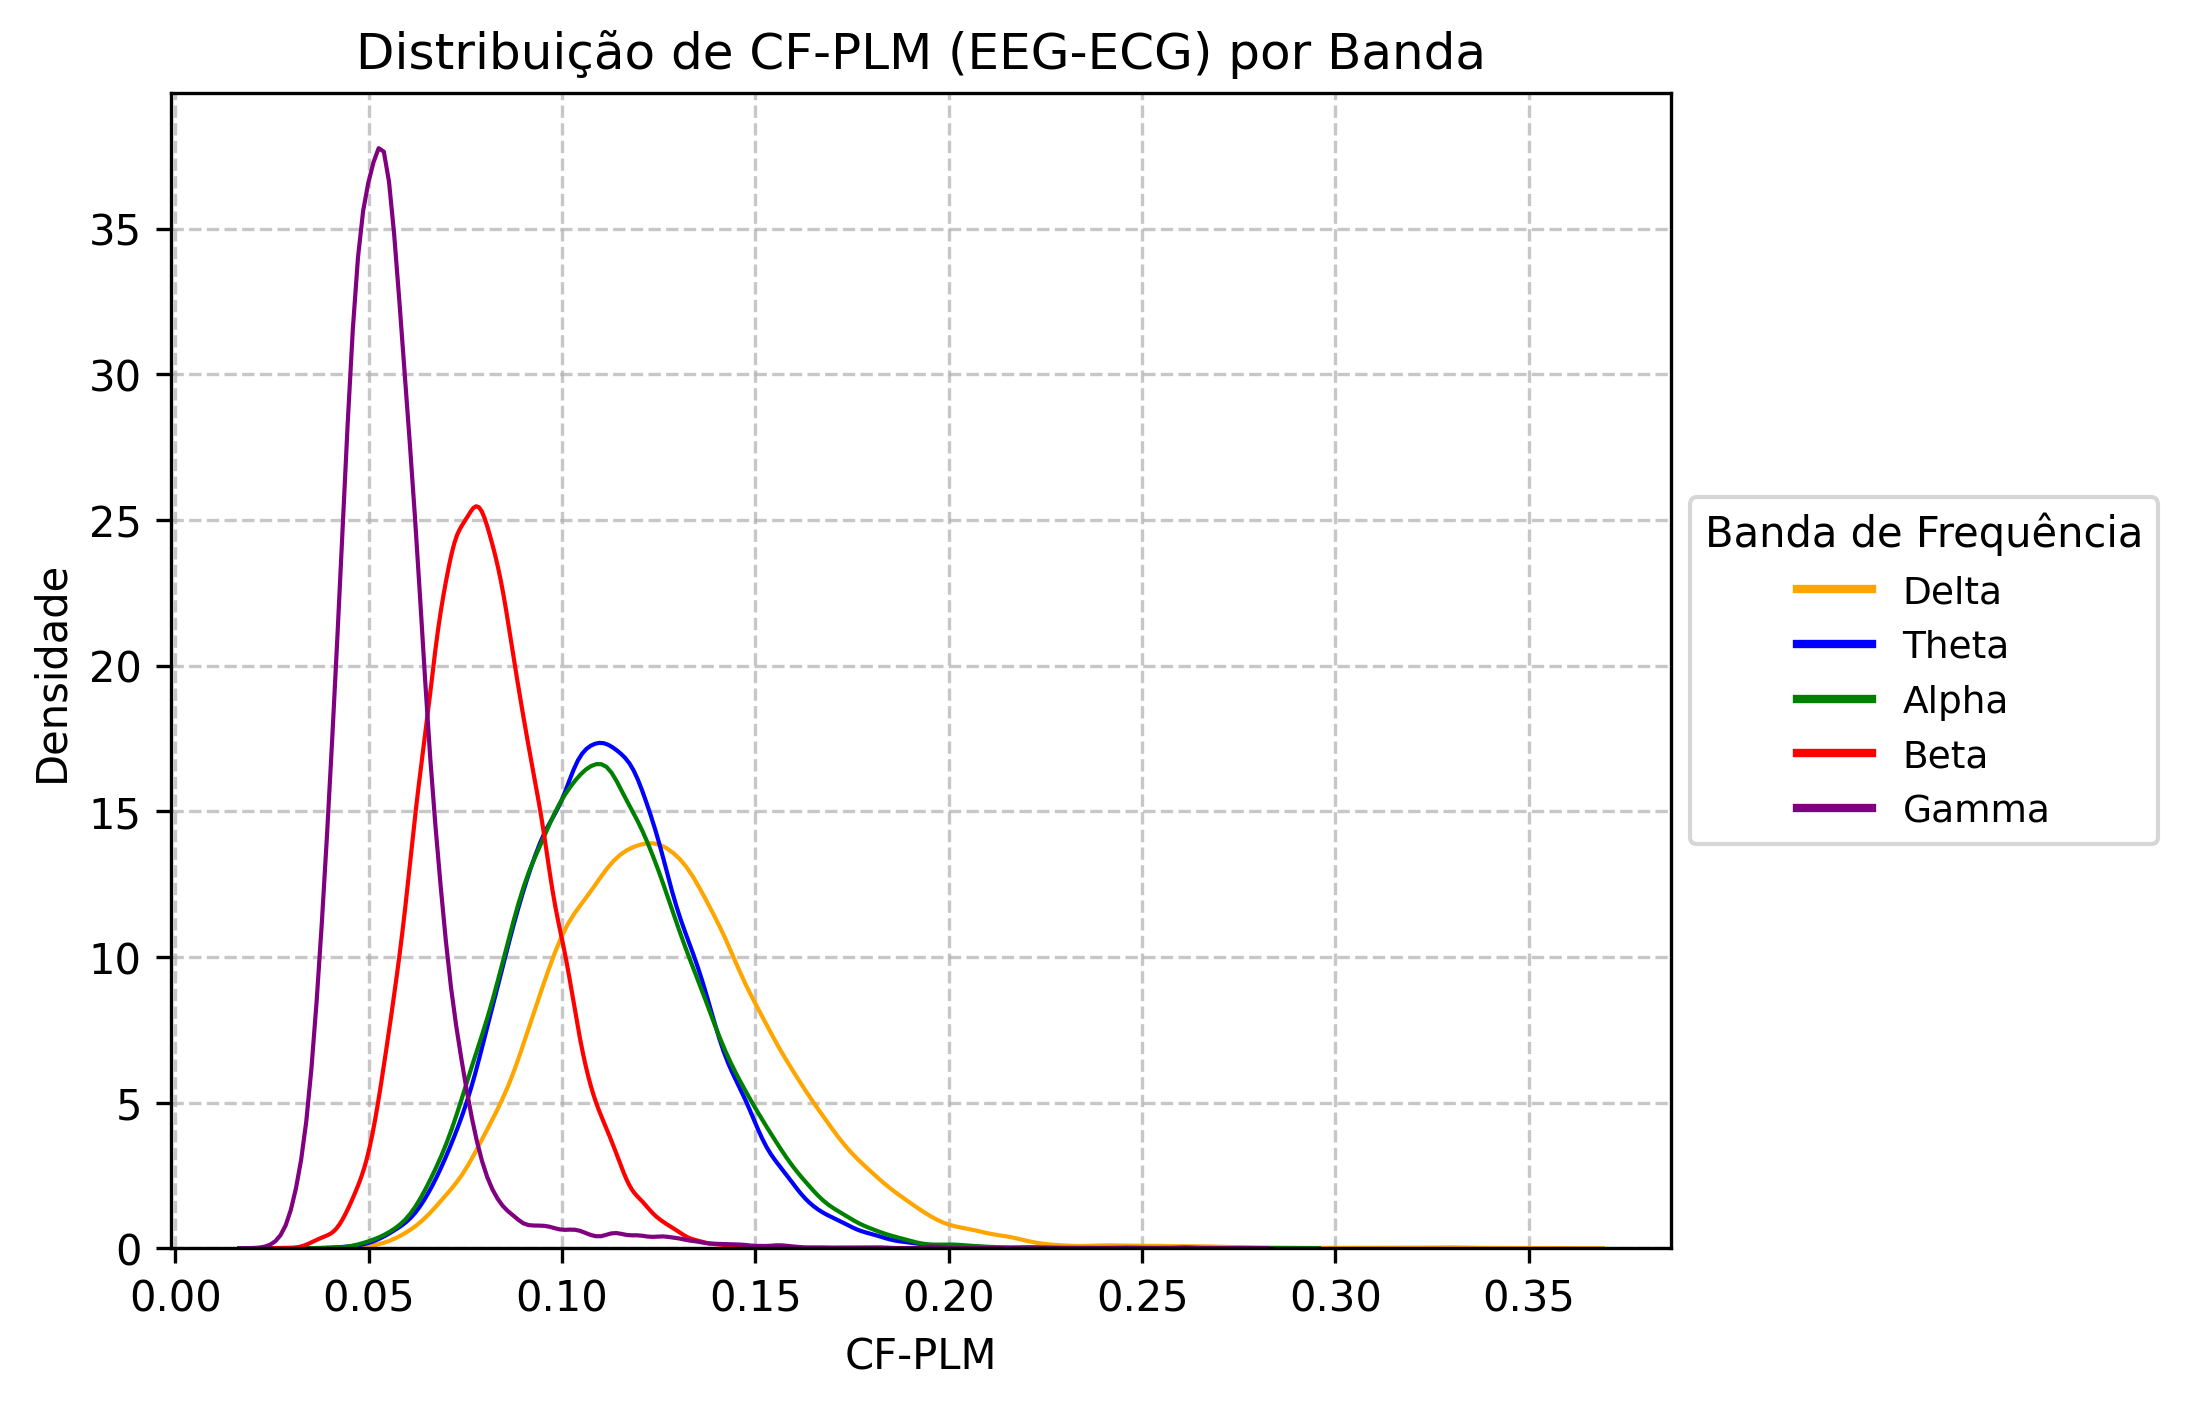 Distribuição de CF-PLM (EEG-ECG) por Banda
Densidade
35
30
25
20
15
10
5
0
0.00 0.05 0.10 0.15 0.20 0.25 0.30 0.35
CF-PLM
Banda de Frequência
Delta
Theta
Alpha
Beta
Gamma